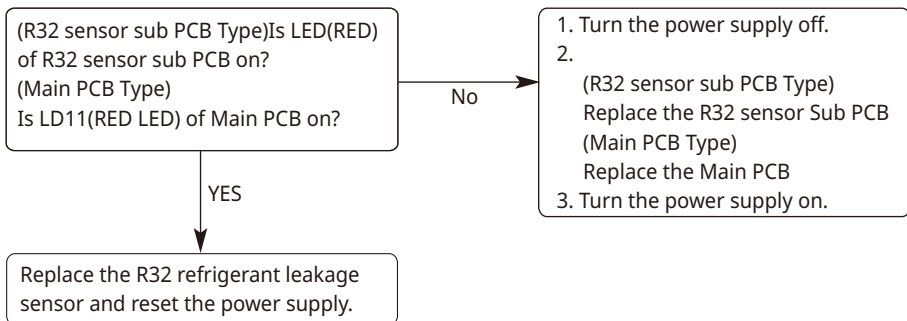 (R32 sensor sub PCB Type)Is LED(RED)
of R32 sensor sub PCB on?
(Main PCB Type)
Is LD11(RED LED) of Main PCB on?
No
1. Turn the power supply off.
2.
(R32 sensor sub PCB Type)
Replace the R32 sensor Sub PCB
(Main PCB Type)
Replace the Main PCB
3. Turn the power supply on.
YES
Replace the R32 refrigerant leakage
sensor and reset the power supply.